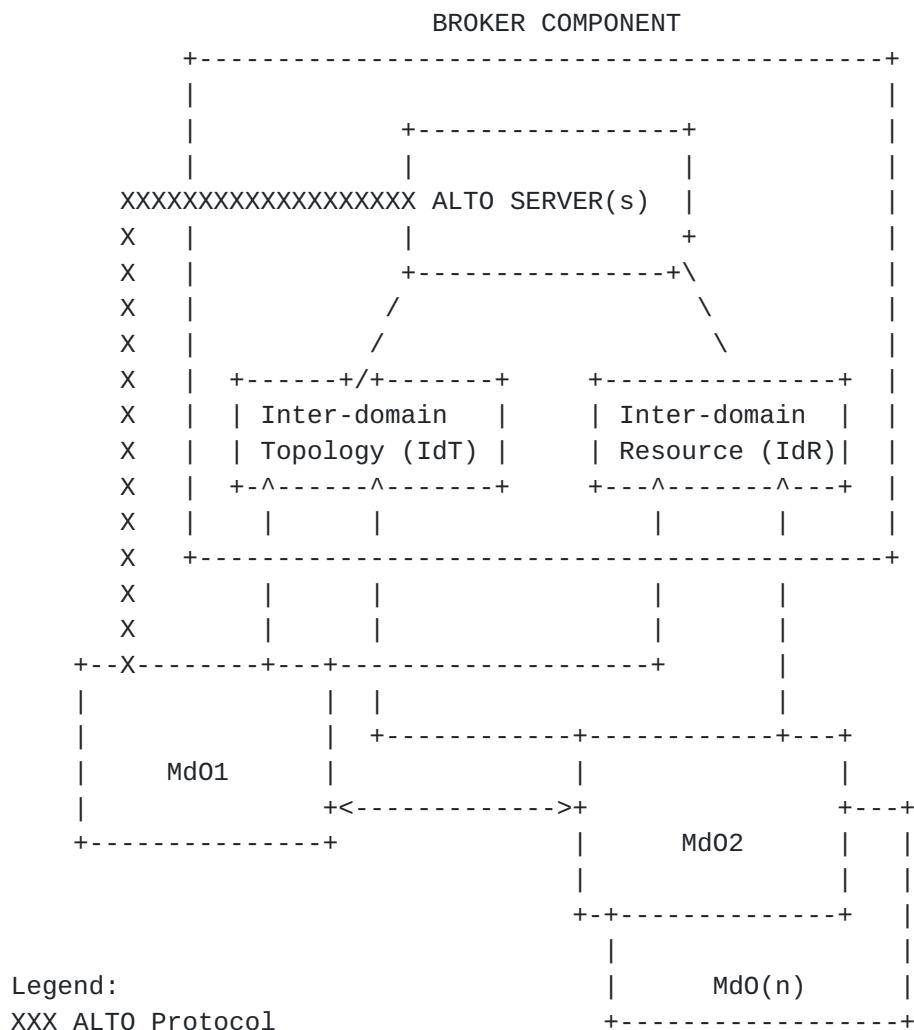 BROKER COMPONENT
XXXXXXXXXXXXXXXXXXX ALTO SERVER(s)
X
X
X
X
X
X Inter-domain Inter-domain
X Topology (IdT) Resource (IdR)
X
X
X
X
X
X
MdO1
MdO2
Legend: MdO(n)
XXX ALTO Protocol